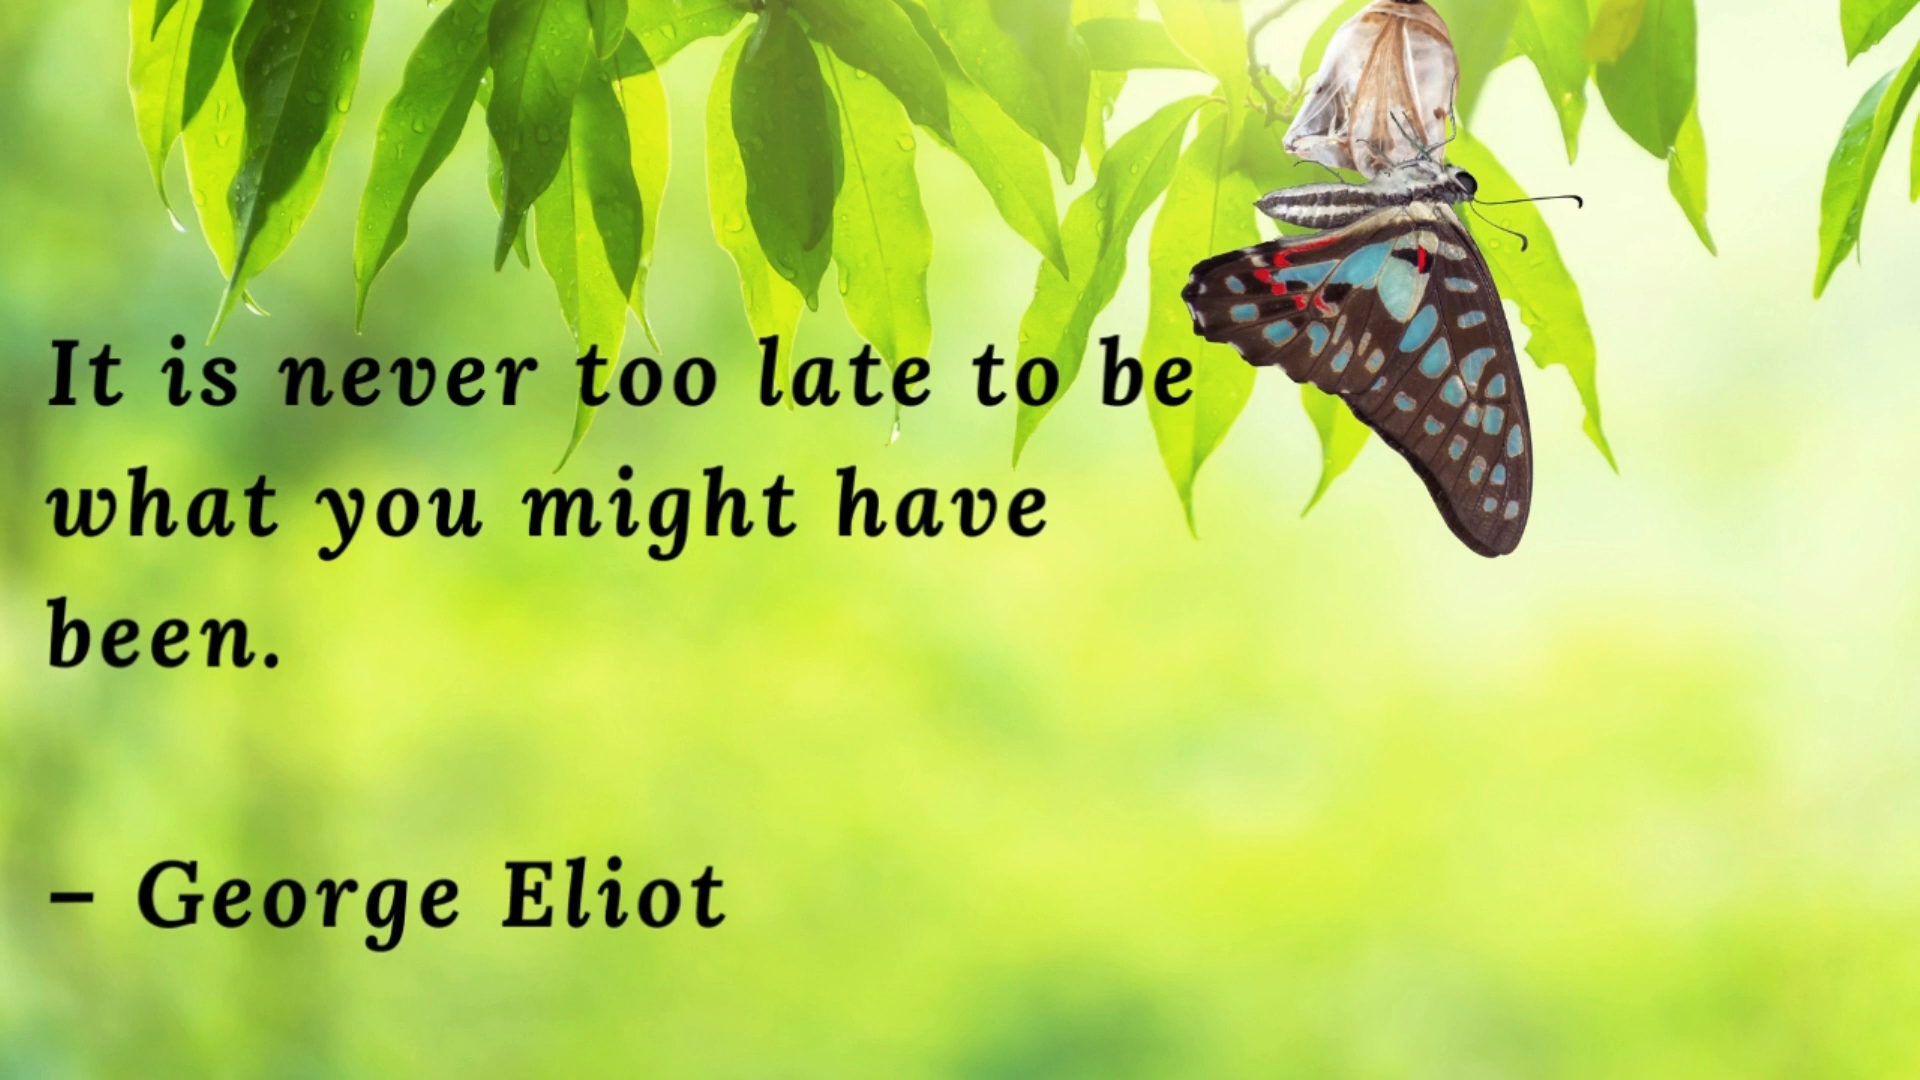 It is never too late to be
what you might have
been.
– George Eliot